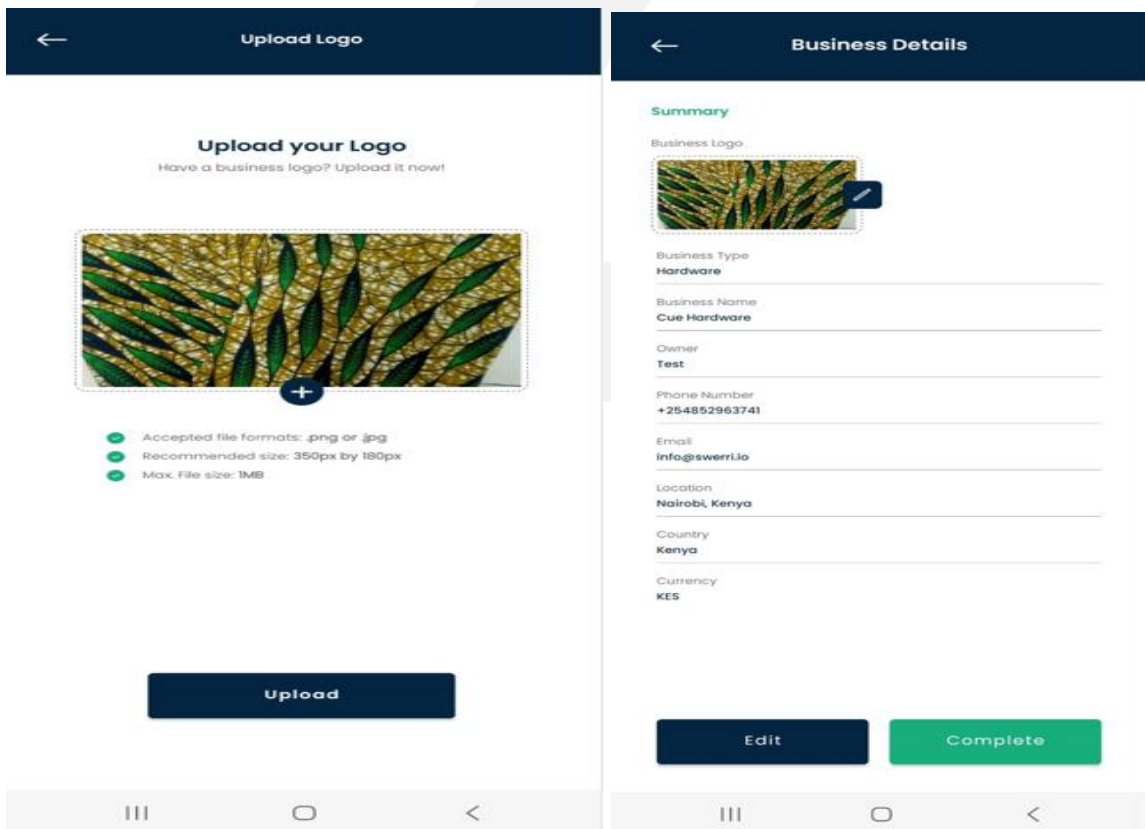 Upload Logo
Upload your Logo
Have a business logo? Upload it now!
Accepted file formats: .png or .jpg
Recommended size: 350px by 180px
Max. File size: 1MB
Upload
Business Details
Summary
Business Logo
Business Type
Hardware
Business Name
Cue Hardware
Owner
Test
Phone Number
+254852963741
Email
info@swerri.io
Location
Nairobi, Kenya
Country
Kenya
Currency
KES
Edit
Complete